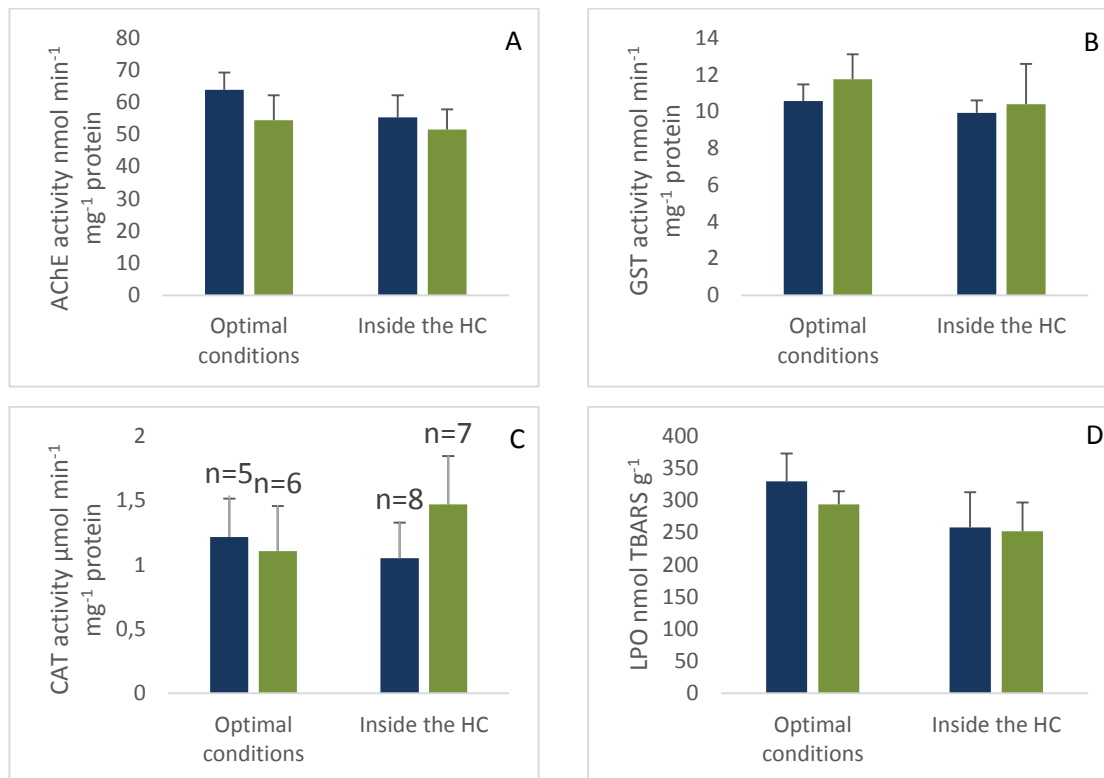 A
AChE activity nmol min⁻¹
mg⁻¹ protein
80
70
60
50
40
30
20
10
0
Optimal
conditions
Inside the HC
B
GST activity nmol min⁻¹
mg⁻¹ protein
14
12
10
8
6
4
2
0
Optimal
conditions
Inside the HC
C
CAT activity µmol min⁻¹
mg⁻¹ protein
2
1,5
1
0,5
0
n=5
n=6
n=8
n=7
Optimal
conditions
Inside the HC
D
LPO nmol TBARS g⁻¹
400
350
300
250
200
150
100
50
0
Optimal
conditions
Inside the HC